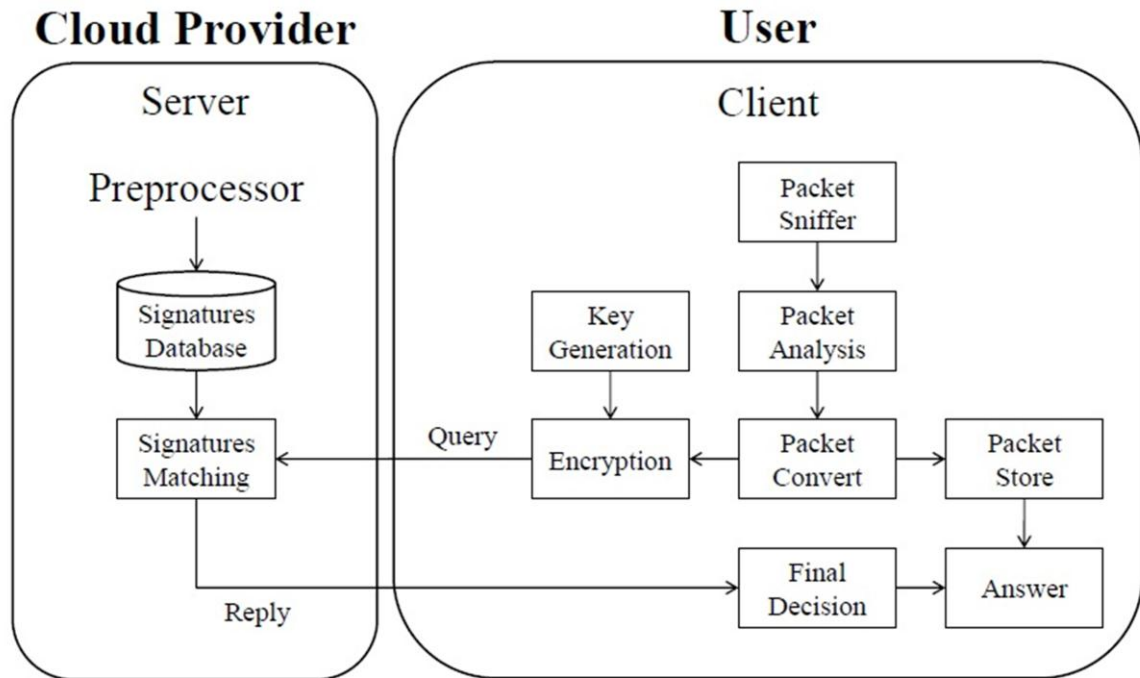 Cloud Provider
User
Server
Client
Preprocessor
Packet
Sniffer
Signatures
Database
Key
Generation
Packet
Analysis
Signatures
Matching
Query
Encryption
Packet
Convert
Packet
Store
Reply
Final
Decision
Answer